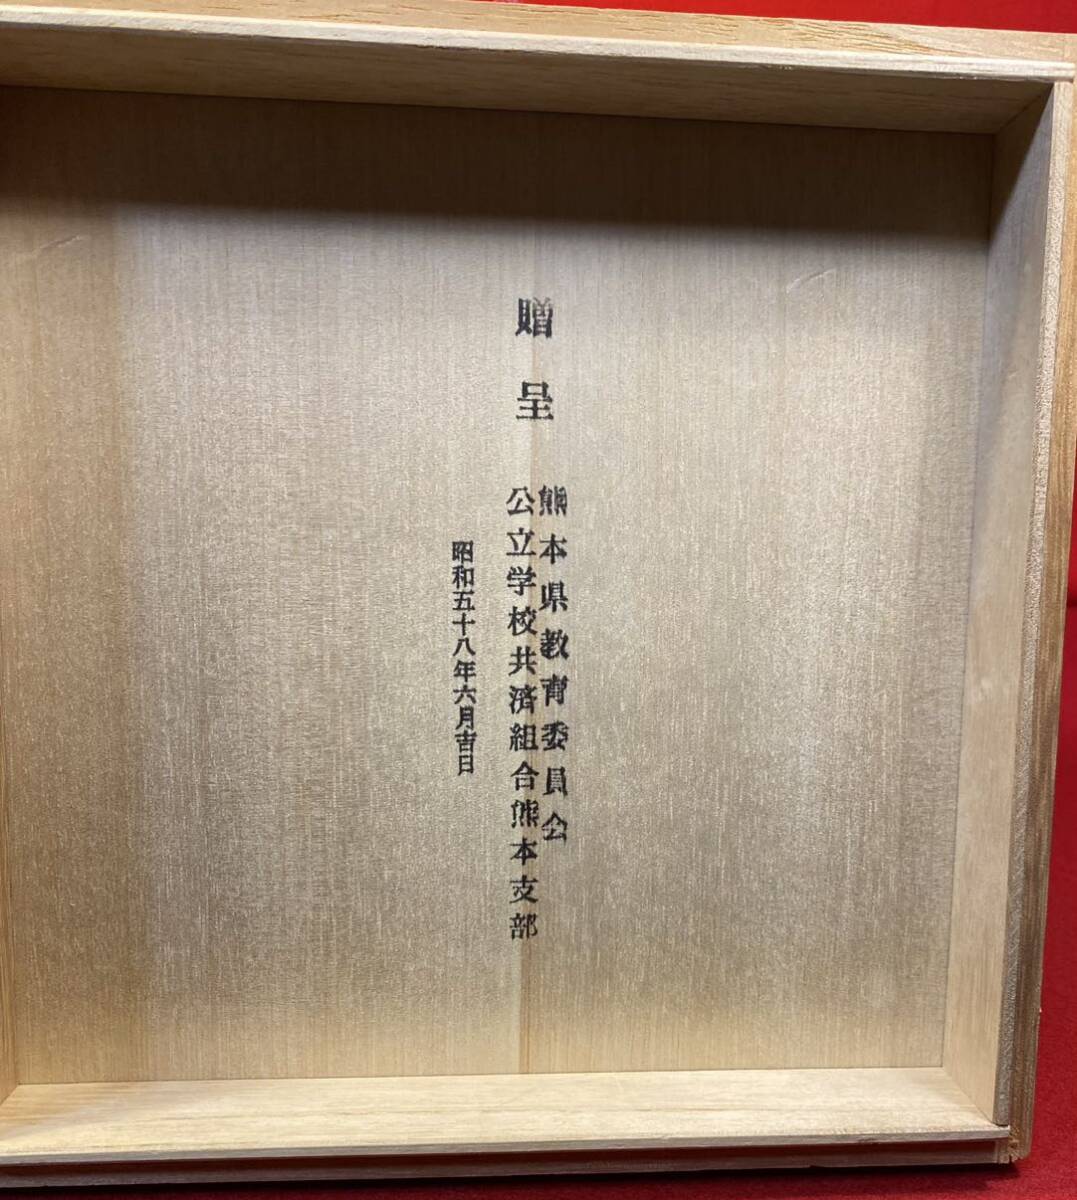 贈呈
熊本県教育委員会
公立学校共済組合熊本支部
昭和五十八年六月吉日